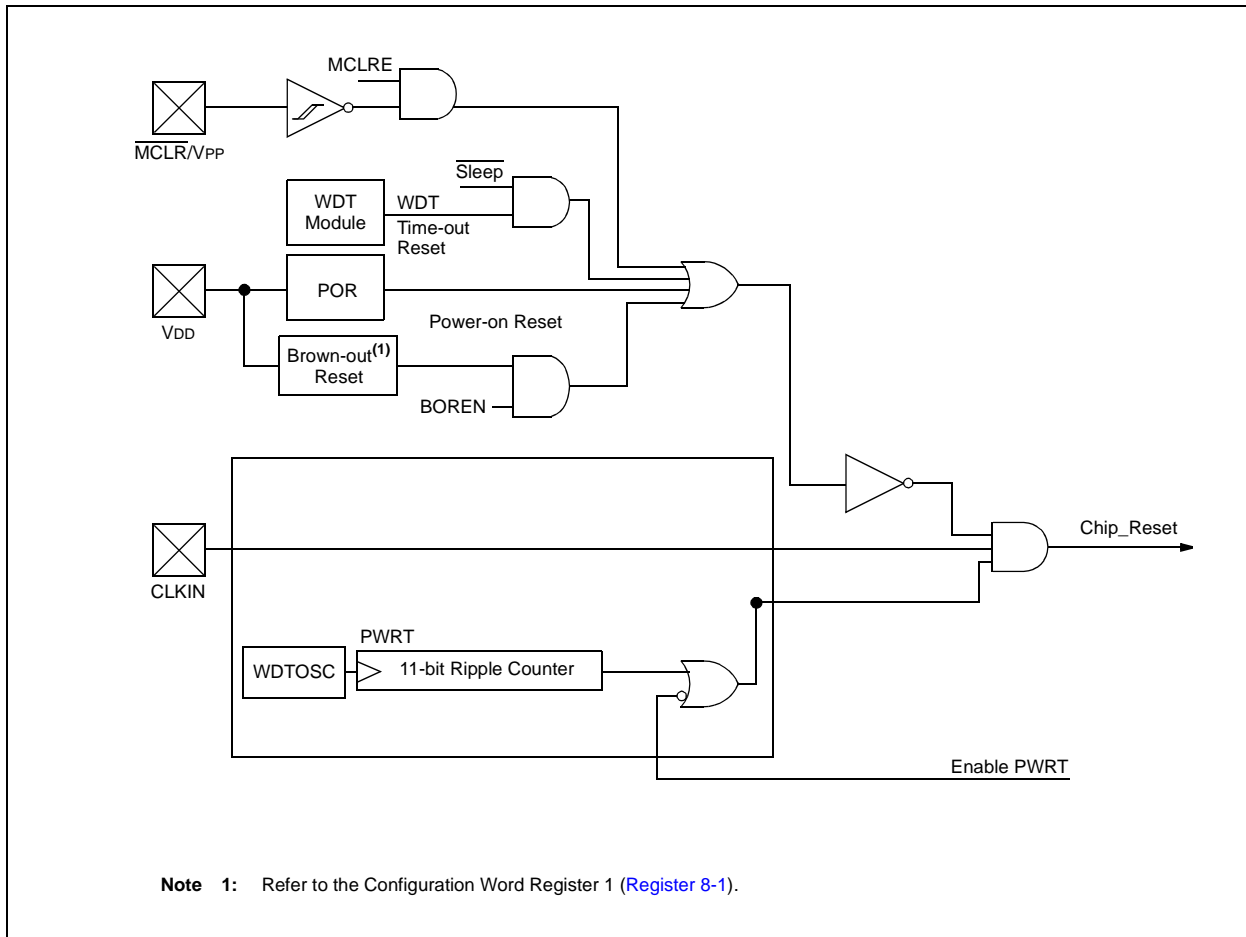 MCLRE
MCLR/VPP
Sleep
WDT
Module
WDT
Time-out
Reset
POR
VDD
Power-on Reset
Brown-out(1)
Reset
BOREN
Chip_Reset
CLKIN
PWRT
WDTOSC
11-bit Ripple Counter
Enable PWRT
Note 1: Refer to the Configuration Word Register 1 (Register 8-1).